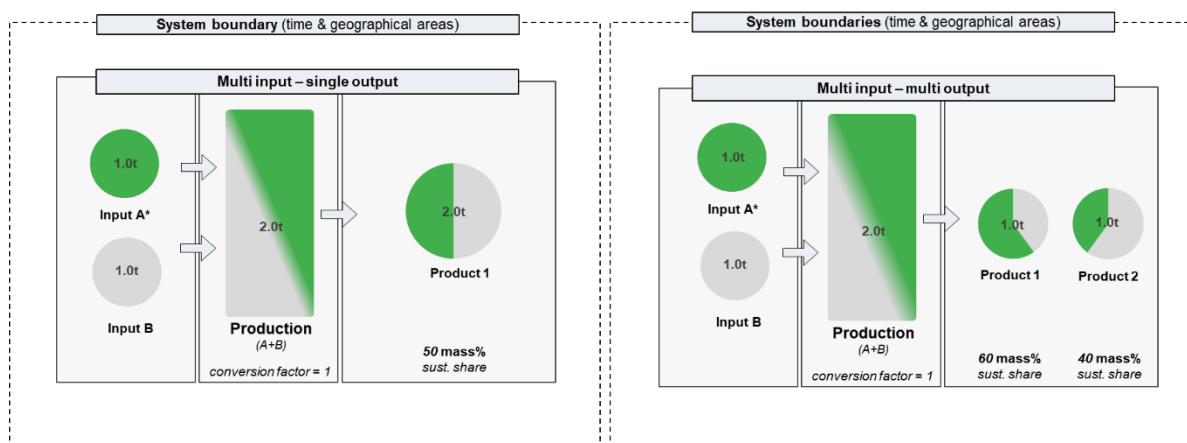 System boundary (time & geographical areas)
Multi input – single output
1.0t
Input A*
1.0t
Input B
2.0t
Production
(A+B)
conversion factor = 1
2.0t
Product 1
50 mass%
sust. share
System boundaries (time & geographical areas)
Multi input – multi output
1.0t
Input A*
1.0t
Input B
2.0t
Production
(A+B)
conversion factor = 1
1.0t
Product 1
60 mass%
sust. share
1.0t
Product 2
40 mass%
sust. share